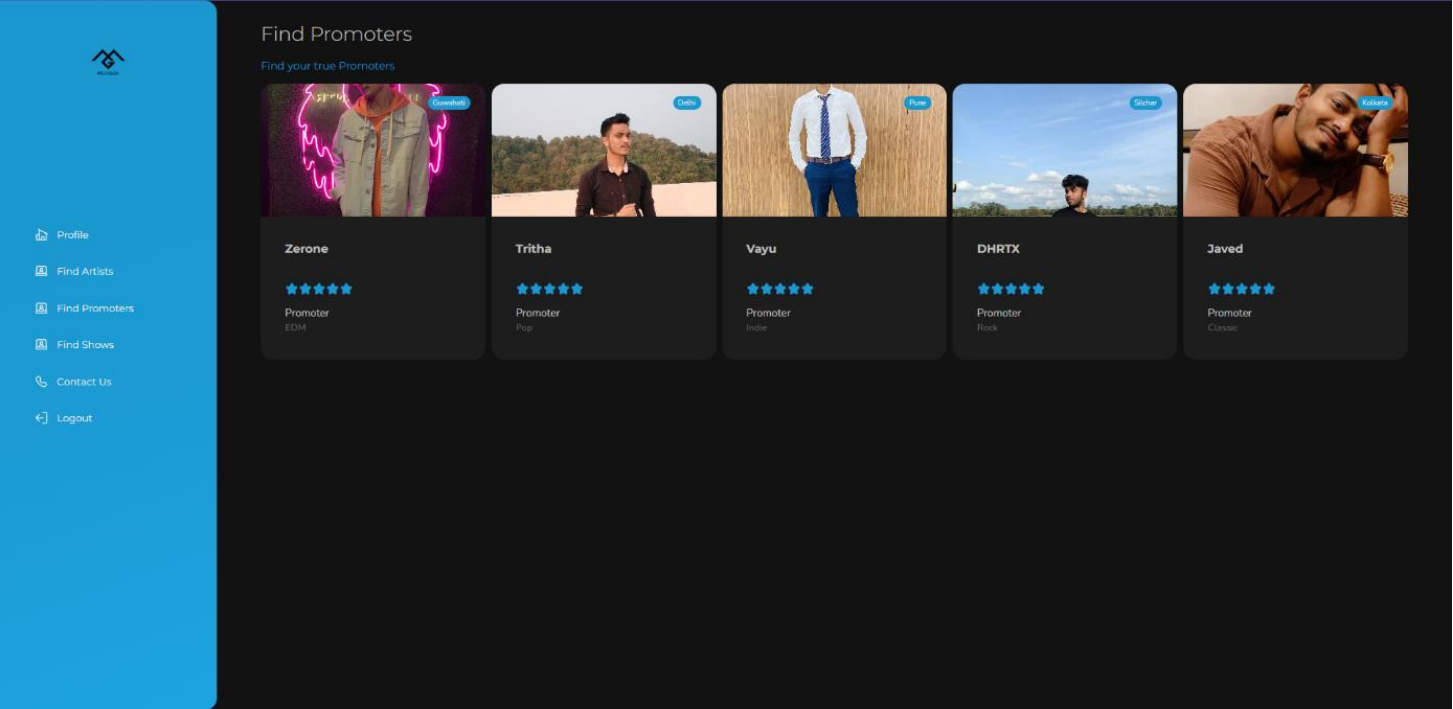 Find Promoters
Find your true Promoters
Profile
Find Artists
Find Promoters
Find Shows
Contact Us
Logout
Guwahati
Zerone
Promoter
EDM
Delhi
Tritha
Promoter
Pop
Pune
Vayu
Promoter
Indie
Silchar
DHRTX
Promoter
Rock
Kolkata
Javed
Promoter
Classic